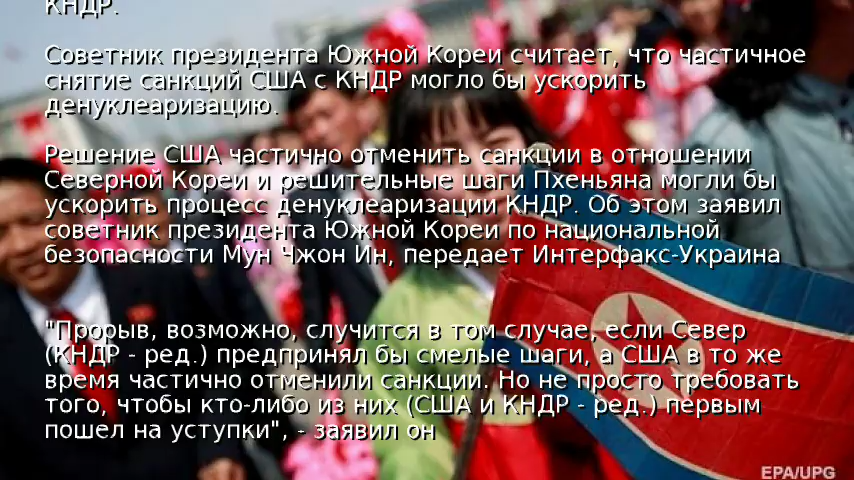 КНДР.
Советник президента Южной Кореи считает, что частичное
снятие санкций США с КНДР могло бы ускорить
денуклеаризацию.
Решение США частично отменить санкции в отношении
Северной Кореи и решительные шаги Пхеньяна могли бы
ускорить процесс денуклеаризации КНДР. Об этом заявил
советник президента Южной Кореи по национальной
безопасности Мун Чжон Ин, передает Интерфакс-Украина
"Прорыв, возможно, случится в том случае, если Север
(КНДР - ред.) предпринял бы смелые шаги, а США в то же
время частично отменили санкции. Но не просто требовать
того, чтобы кто-либо из них (США и КНДР - ред.) первым
пошел на уступки", - заявил он
EPA/UPG